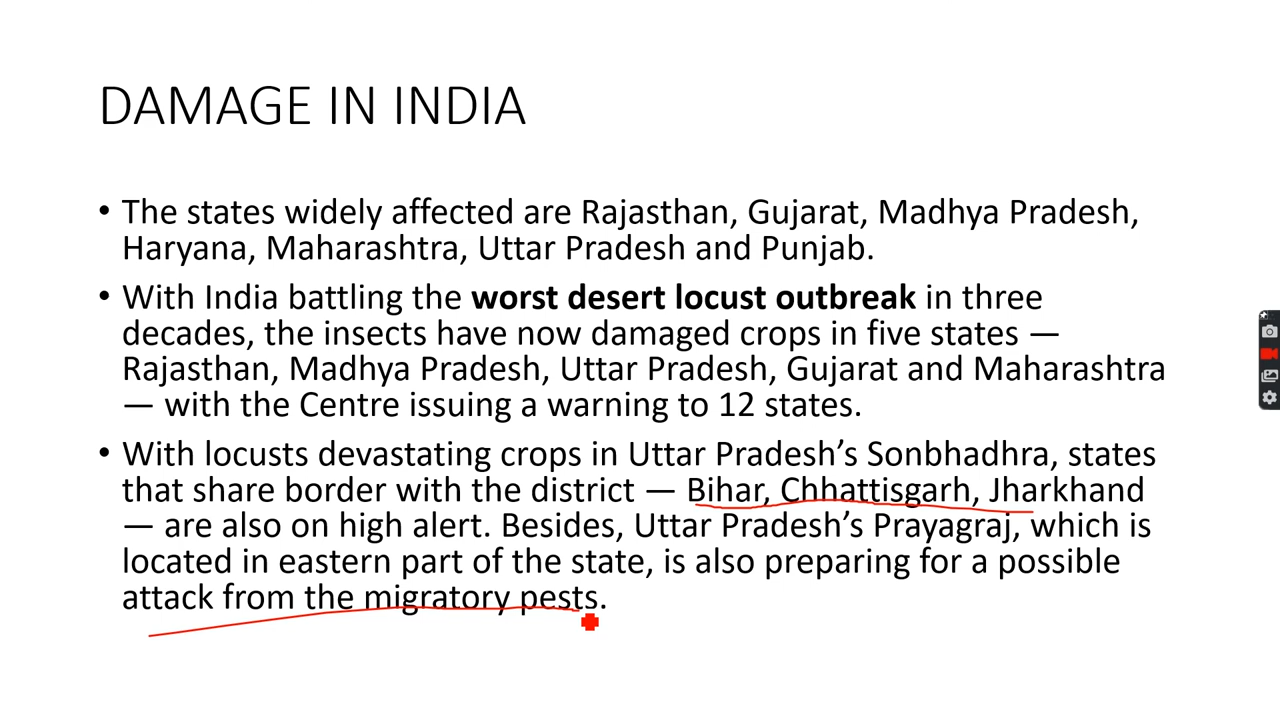 DAMAGE IN INDIA
• The states widely affected are Rajasthan, Gujarat, Madhya Pradesh,
Haryana, Maharashtra, Uttar Pradesh and Punjab.
• With India battling the worst desert locust outbreak in three
decades, the insects have now damaged crops in five states —
Rajasthan, Madhya Pradesh, Uttar Pradesh, Gujarat and Maharashtra
— with the Centre issuing a warning to 12 states.
• With locusts devastating crops in Uttar Pradesh’s Sonbhadhra, states
that share border with the district — Bihar, Chhattisgarh, Jharkhand
— are also on high alert. Besides, Uttar Pradesh’s Prayagraj, which is
located in eastern part of the state, is also preparing for a possible
attack from the migratory pests.